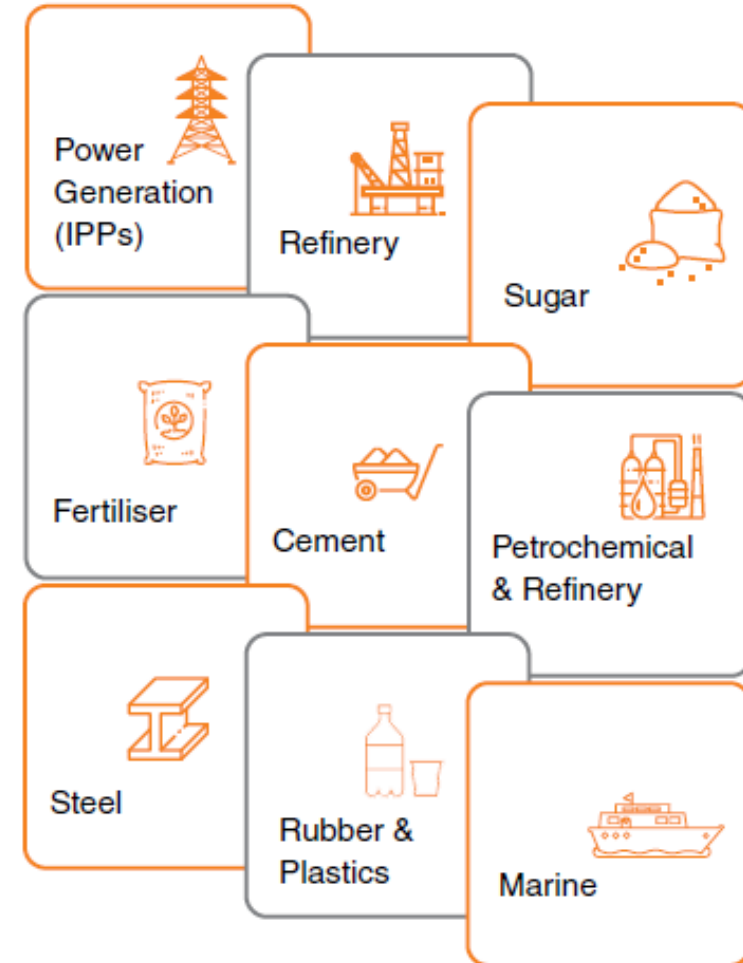 Power
Generation
(IPPs)
Refinery
Sugar
Fertiliser
Cement
Petrochemical
& Refinery
Steel
Rubber &
Plastics
Marine